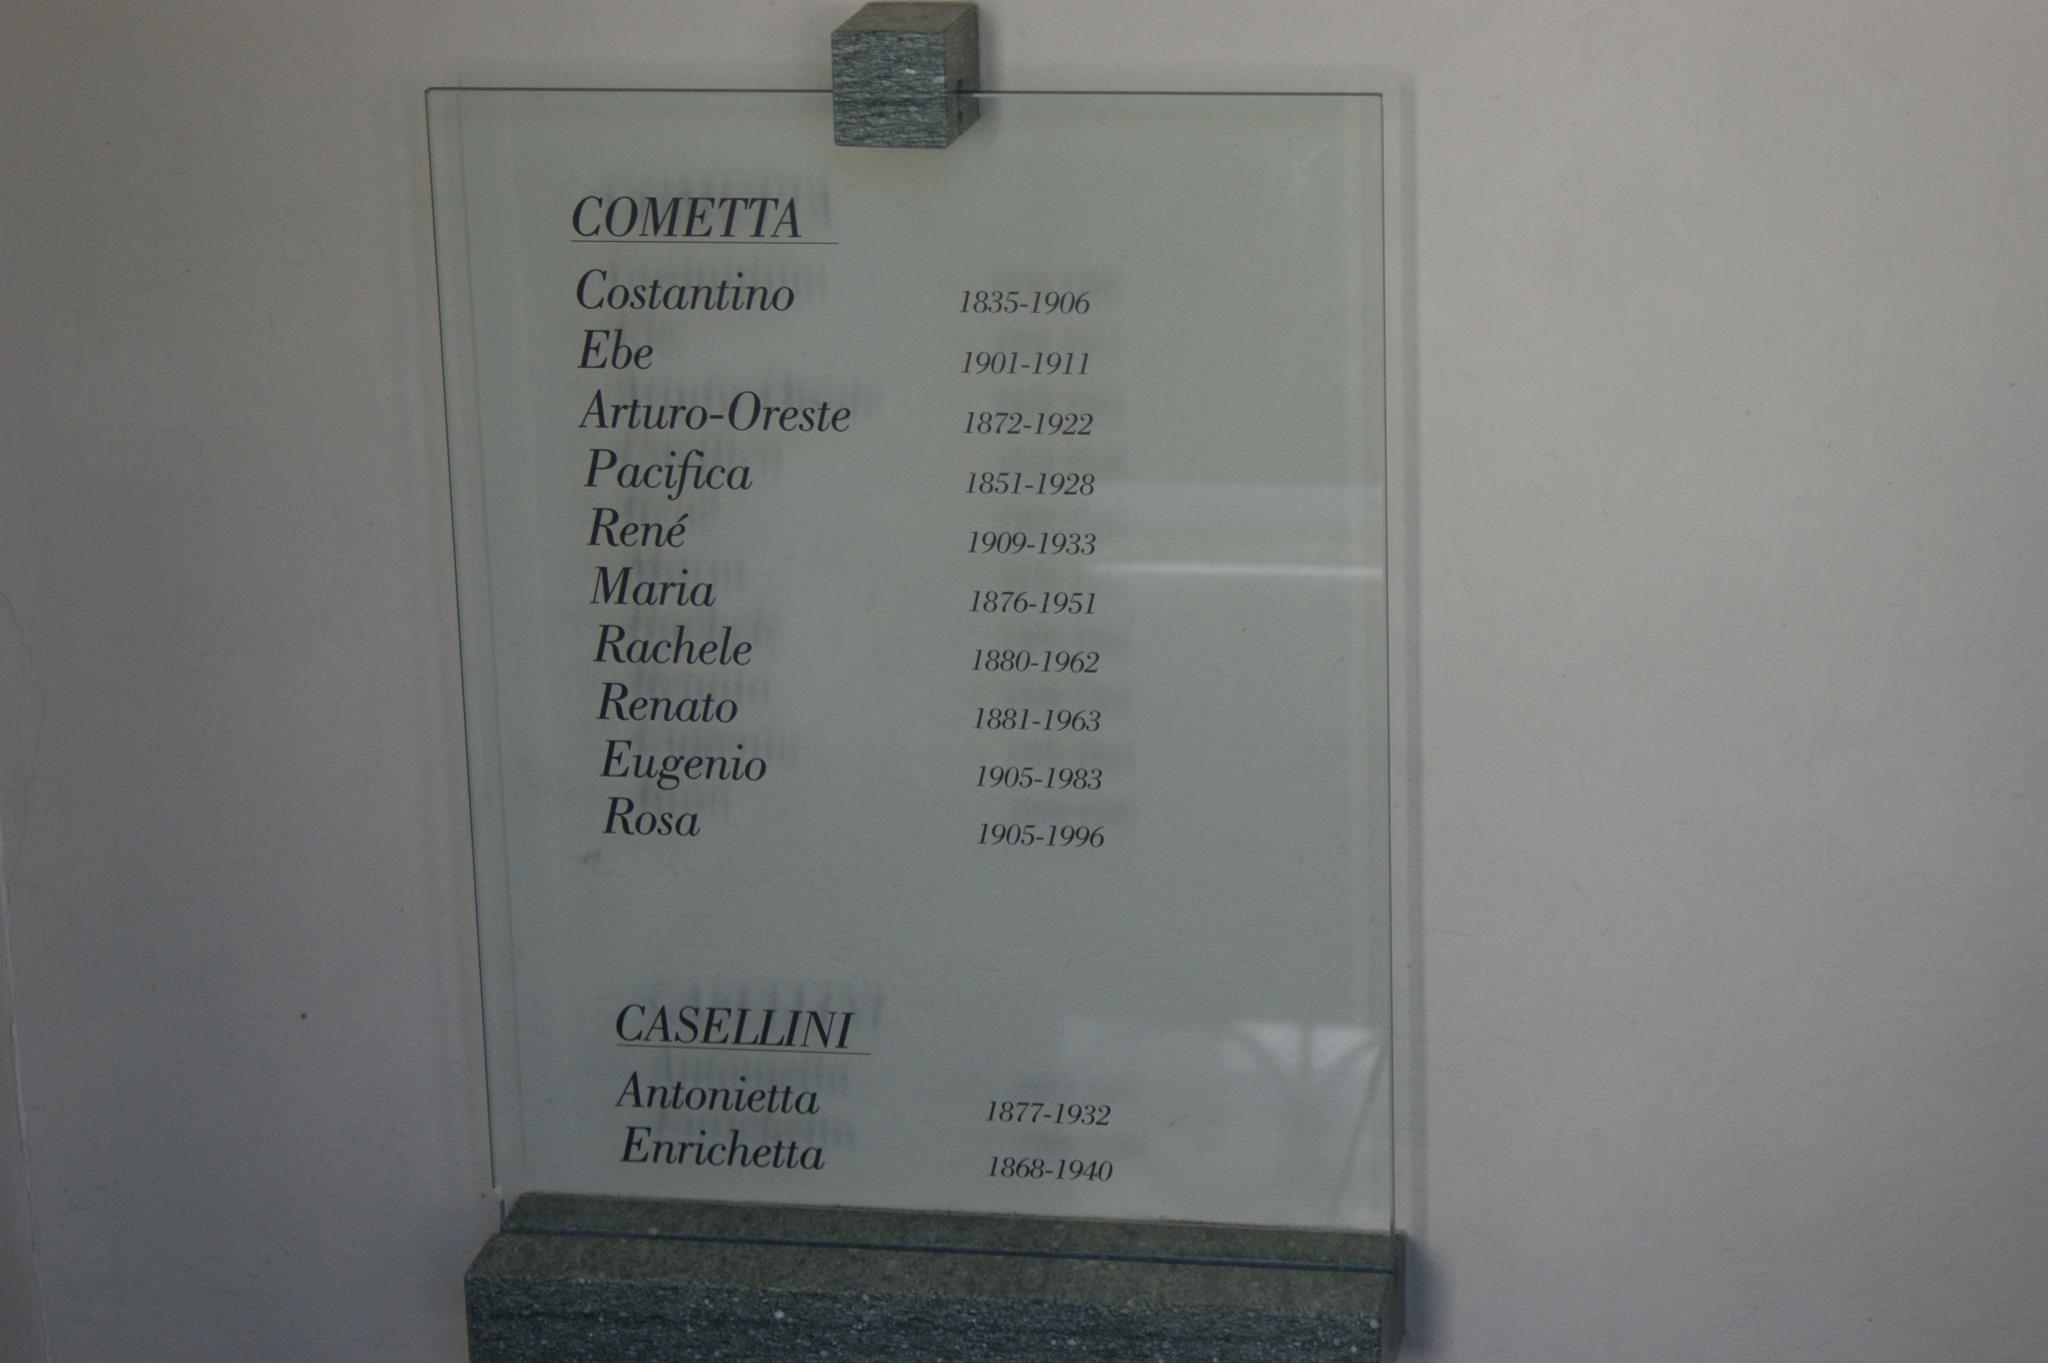 COMETTA
Costantino 1835-1906
Ebe 1901-1911
Arturo-Oreste 1872-1922
Pacifica 1851-1928
René 1909-1933
Maria 1876-1951
Rachele 1880-1962
Renato 1881-1963
Eugenio 1905-1983
Rosa 1905-1996
CASELLINI
Antonietta 1877-1932
Enrichetta 1868-1940